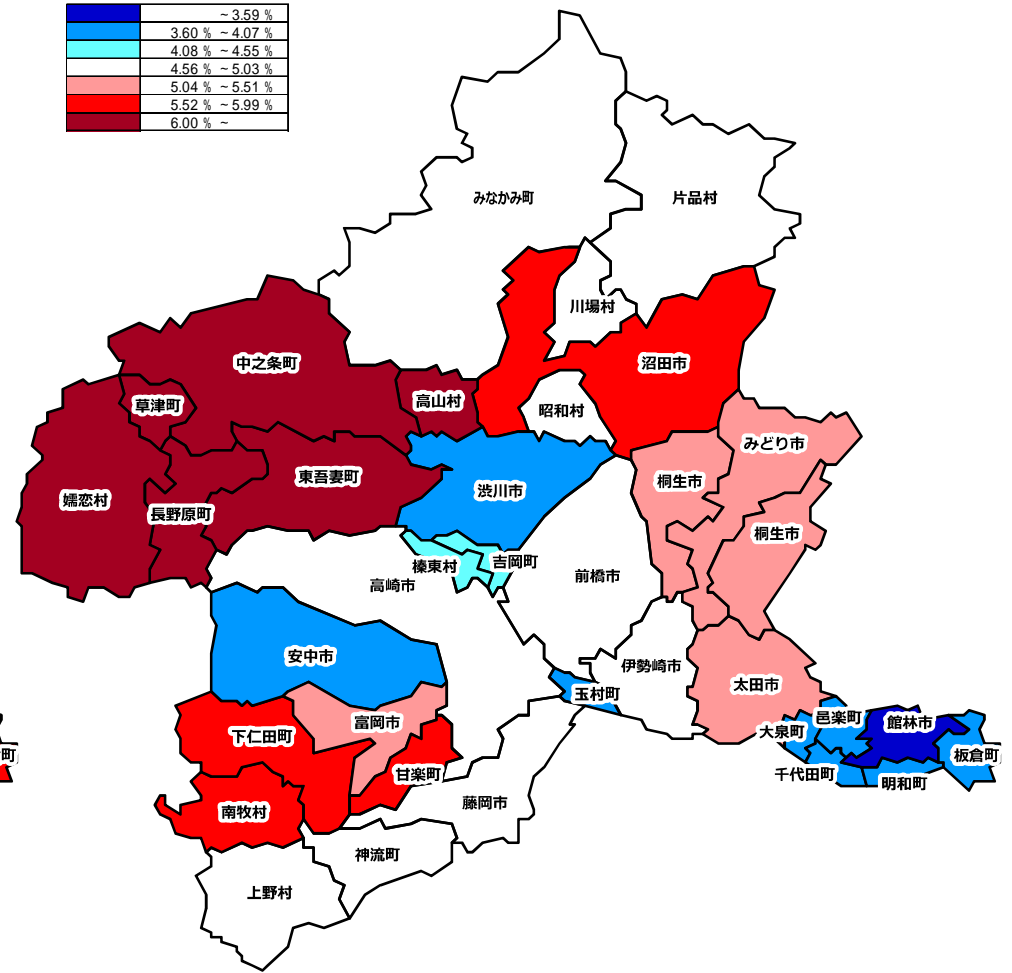 ~ 3.59 %
3.60 % ~ 4.07 %
4.08 % ~ 4.55 %
4.56 % ~ 5.03 %
5.04 % ~ 5.51 %
5.52 % ~ 5.99 %
6.00 % ~
みなかみ町
片品村
川場村
沼田市
中之条町
高山村
草津町
昭和村
みどり市
桐生市
東吾妻町
渋川市
嬬恋村
長野原町
桐生市
吉岡町
榛東村
前橋市
高崎市
安中市
伊勢崎市
太田市
玉村町
富岡市
邑楽町
館林市
大泉町
下仁田町
町
板倉町
甘楽町
千代田町
明和町
藤岡市
南牧村
神流町
上野村